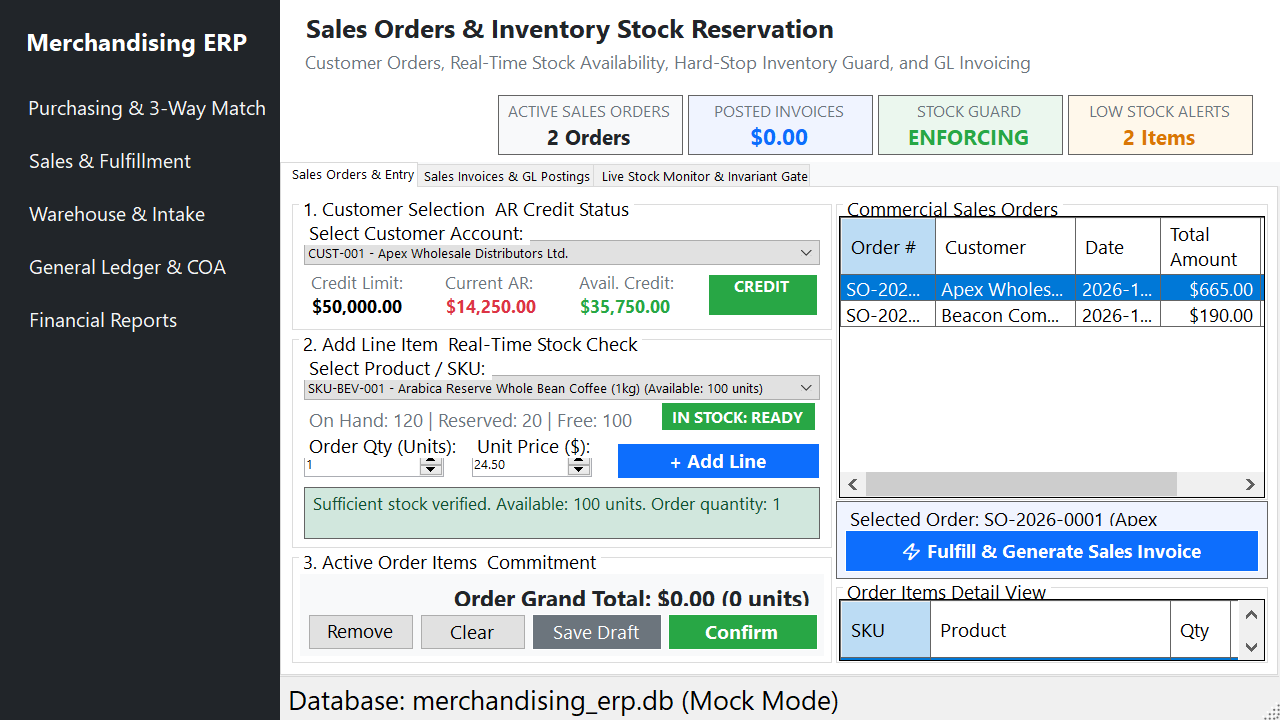 Merchandising ERP
Purchasing & 3-Way Match
Sales & Fulfillment
Warehouse & Intake
General Ledger & COA
Financial Reports
Sales Orders & Inventory Stock Reservation
Customer Orders, Real-Time Stock Availability, Hard-Stop Inventory Guard, and GL Invoicing
ACTIVE SALES ORDERS
2 Orders
POSTED INVOICES
$0.00
STOCK GUARD
ENFORCING
LOW STOCK ALERTS
2 Items
Sales Orders & Entry
Sales Invoices & GL Postings
Live Stock Monitor & Invariant Gate
1. Customer Selection  AR Credit Status
Select Customer Account:
CUST-001 - Apex Wholesale Distributors Ltd.
Credit Limit:
$50,000.00
Current AR:
$14,250.00
Avail. Credit:
$35,750.00
CREDIT
2. Add Line Item  Real-Time Stock Check
Select Product / SKU:
SKU-BEV-001 - Arabica Reserve Whole Bean Coffee (1kg) (Available: 100 units)
On Hand: 120 | Reserved: 20 | Free: 100
IN STOCK: READY
Order Qty (Units):
1
Unit Price ($):
24.50
+ Add Line
Sufficient stock verified. Available: 100 units. Order quantity: 1
3. Active Order Items  Commitment
Order Grand Total: $0.00 (0 units)
Remove
Clear
Save Draft
Confirm
Commercial Sales Orders
Order # Customer Date Total Amount
SO-202... Apex Wholes... 2026-1... $665.00
SO-202... Beacon Com... 2026-1... $190.00
Selected Order: SO-2026-0001 (Apex
Fulfill & Generate Sales Invoice
Order Items Detail View
SKU Product Qty
Database: merchandising_erp.db (Mock Mode)